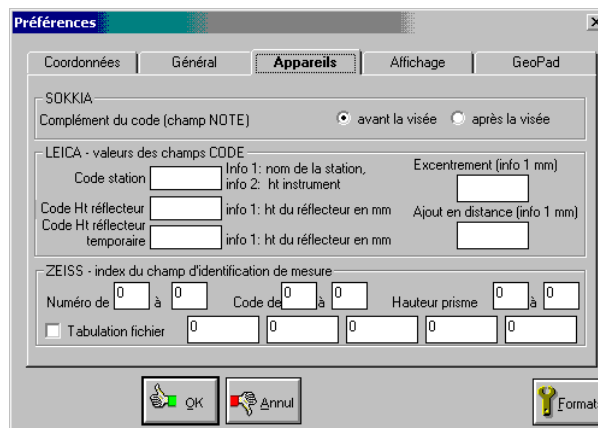 Préférences
Coordonnées Général Appareils Affichage GeoPad
SOKKIA
Complément du code (champ NOTE) avant la visée après la visée
LEICA - valeurs des champs CODE
Code station Info 1: nom de la station, info 2: ht instrument
Excentrement (info 1 mm)
Code Ht réflecteur info 1: ht du réflecteur en mm
Ajout en distance (info 1 mm)
Code Ht réflecteur temporaire info 1: ht du réflecteur en mm
ZEISS - index du champ d'identification de mesure
Numéro de 0 à 0 Code de 0 à 0 Hauteur prisme 0 à 0
Tabulation fichier 0 0 0 0 0
OK Annul Format